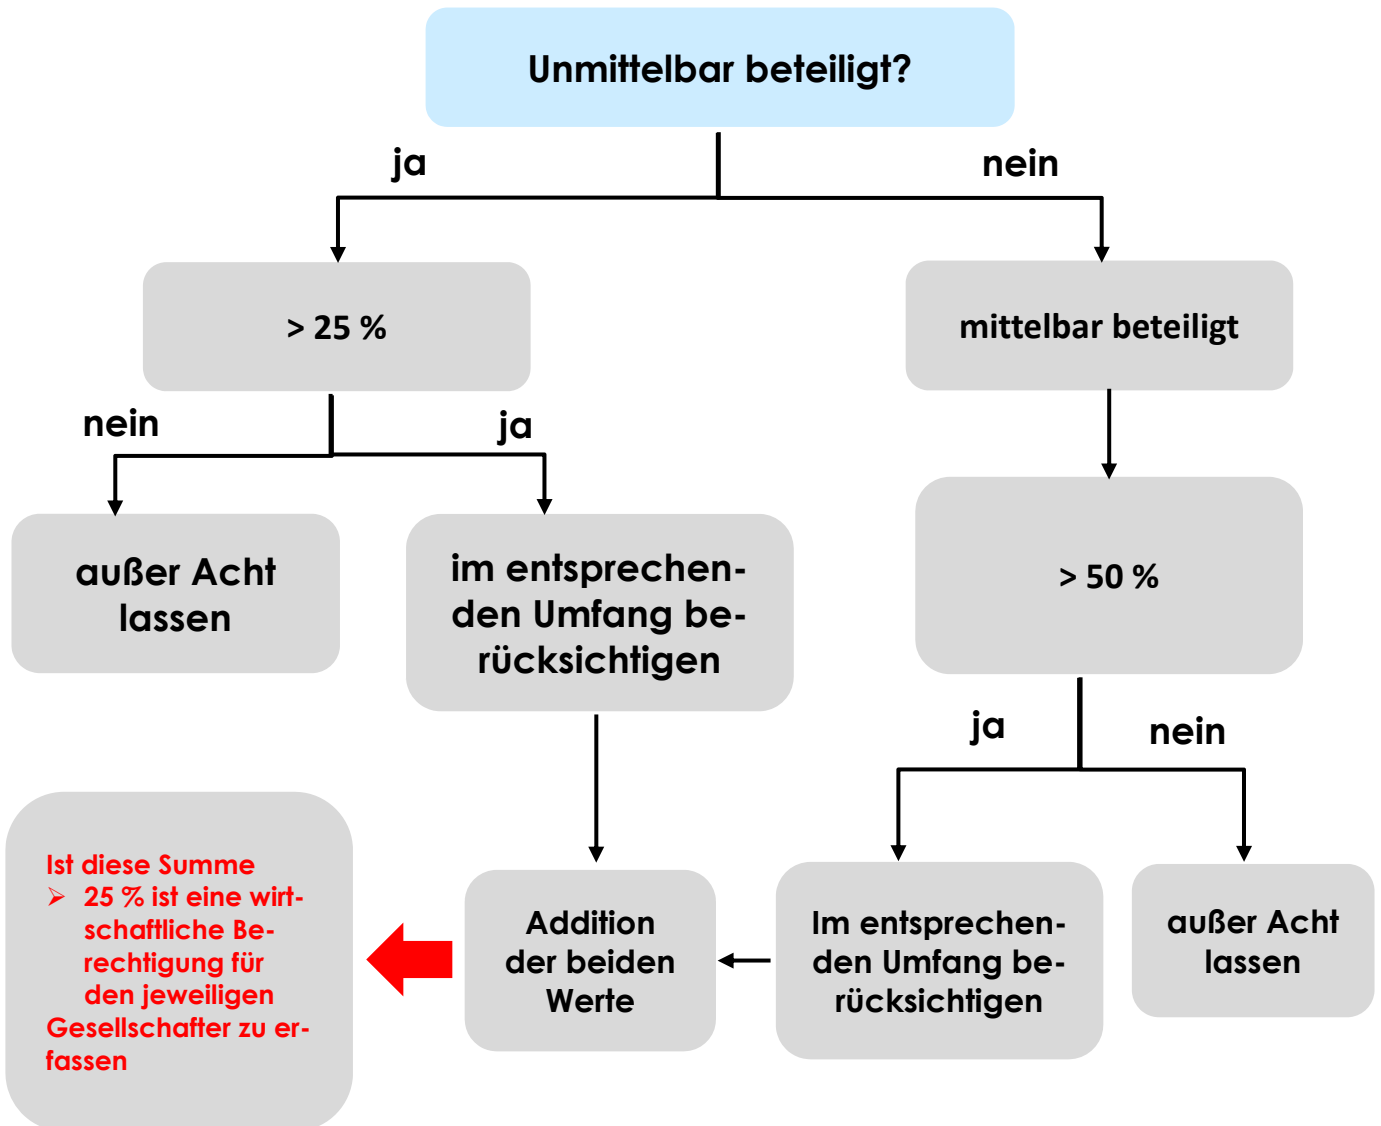 Unmittelbar beteiligt?
ja
nein
> 25 %
mittelbar beteiligt
nein
ja
außer Acht
lassen
im entsprechen-
den Umfang be-
rücksichtigen
> 50 %
ja
nein
Ist diese Summe
➢ 25 % ist eine wirt-
schaftliche Be-
rechtigung für
den jeweiligen
Gesellschafter zu er-
fassen
Addition
der beiden
Werte
Im entsprechen-
den Umfang be-
rücksichtigen
außer Acht
lassen